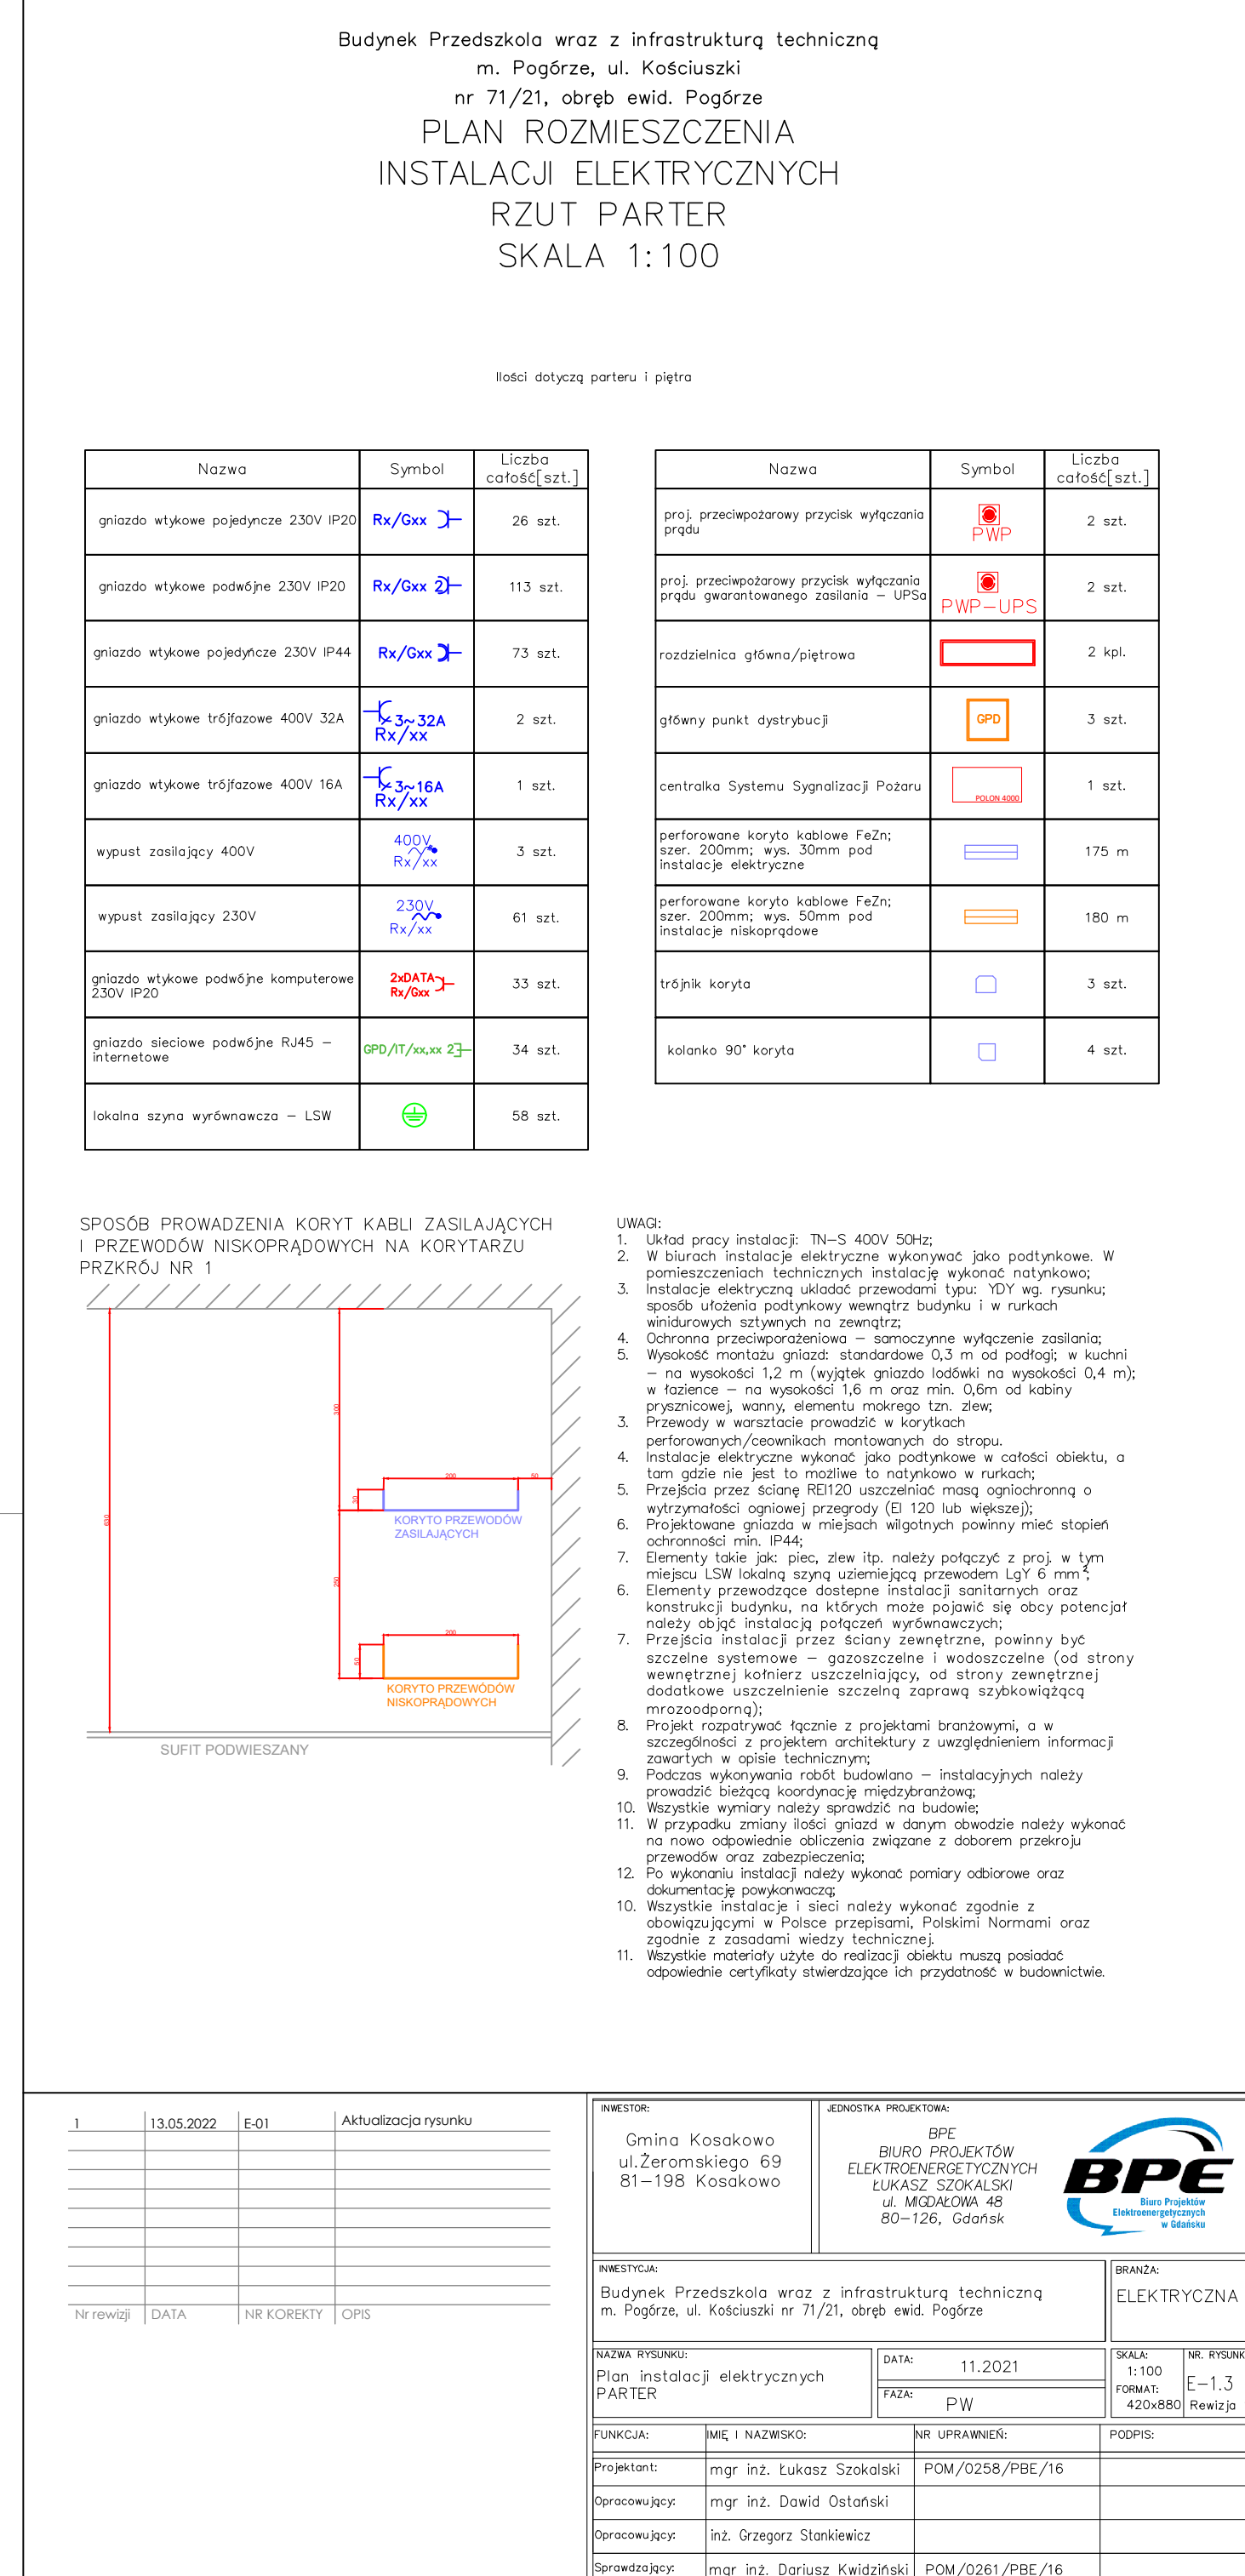 Budynek Przedszkola wraz z infrastrukturą techniczną
m. Pogórze, ul. Kościuszki
nr 71/21, obręb ewid. Pogórze
PLAN ROZMIESZCZENIA
INSTALACJI ELEKTRYCZNYCH
RZUT PARTER
SKALA 1:100
Ilości dotyczą parteru i piętra
Nazwa Symbol Liczba
całość[szt.]
gniazdo wtykowe pojedyncze 230V IP20 Rx/Gxx 26 szt.
gniazdo wtykowe podwójne 230V IP20 Rx/Gxx 2 113 szt.
gniazdo wtykowe pojedyńcze 230V IP44 Rx/Gxx 73 szt.
gniazdo wtykowe trójfazowe 400V 32A 3~32A
Rx/xx 2 szt.
gniazdo wtykowe trójfazowe 400V 16A 3~16A
Rx/xx 1 szt.
wypust zasilający 400V 400V
Rx/xx 3 szt.
wypust zasilający 230V 230V
Rx/xx 61 szt.
gniazdo wtykowe podwójne komputerowe
230V IP20 2xDATA
Rx/Gxx 33 szt.
gniazdo sieciowe podwójne RJ45 –
internetowe GPD/IT/xx,xx 2 34 szt.
lokalna szyna wyrównawcza – LSW 58 szt.
Nazwa Symbol Liczba
całość[szt.]
proj. przeciwpożarowy przycisk wyłączania
prądu PWP 2 szt.
proj. przeciwpożarowy przycisk wyłączania
prądu gwarantowanego zasilania – UPSa PWP–UPS 2 szt.
rozdzielnica główna/piętrowa 2 kpl.
główny punkt dystrybucji GPD 3 szt.
centralka Systemu Sygnalizacji Pożaru POLON 4000 1 szt.
perforowane koryto kablowe FeZn;
szer. 200mm; wys. 30mm pod
instalacje elektryczne 175 m
perforowane koryto kablowe FeZn;
szer. 200mm; wys. 50mm pod
instalacje niskoprądowe 180 m
trójnik koryta 3 szt.
kolanko 90° koryta 4 szt.
SPOSÓB PROWADZENIA KORYT KABLI ZASILAJĄCYCH
I PRZEWODÓW NISKOPRĄDOWYCH NA KORYTARZU
PRZKRÓJ NR 1
300
200
50
30
630
KORYTO PRZEWODÓW
ZASILAJĄCYCH
250
200
50
KORYTO PRZEWÓDÓW
NISKOPRĄDOWYCH
SUFIT PODWIESZANY
UWAGI:
1. Układ pracy instalacji: TN–S 400V 50Hz;
2. W biurach instalacje elektryczne wykonywać jako podtynkowe. W
pomieszczeniach technicznych instalację wykonać natynkowo;
3. Instalacje elektryczną ukladać przewodami typu: YDY wg. rysunku;
sposób ułożenia podtynkowy wewnątrz budynku i w rurkach
winidurowych sztywnych na zewnątrz;
4. Ochronna przeciwporażeniowa – samoczynne wyłączenie zasilania;
5. Wysokość montażu gniazd: standardowe 0,3 m od podłogi; w kuchni
– na wysokości 1,2 m (wyjątek gniazdo lodówki na wysokości 0,4 m);
w łazience – na wysokości 1,6 m oraz min. 0,6m od kabiny
prysznicowej, wanny, elementu mokrego tzn. zlew;
3. Przewody w warsztacie prowadzić w korytkach
perforowanych/ceownikach montowanych do stropu.
4. Instalacje elektryczne wykonać jako podtynkowe w całości obiektu, a
tam gdzie nie jest to możliwe to natynkowo w rurkach;
5. Przejścia przez ścianę REI120 uszczelniać masą ogniochronną o
wytrzymałości ogniowej przegrody (EI 120 lub większej);
6. Projektowane gniazda w miejsach wilgotnych powinny mieć stopień
ochronności min. IP44;
7. Elementy takie jak: piec, zlew itp. należy połączyć z proj. w tym
miejscu LSW lokalną szyną uziemiejącą przewodem LgY 6 mm²;
6. Elementy przewodzące dostepne instalacji sanitarnych oraz
konstrukcji budynku, na których może pojawić się obcy potencjał
należy objąć instalacją połączeń wyrównawczych;
7. Przejścia instalacji przez ściany zewnętrzne, powinny być
szczelne systemowe – gazoszczelne i wodoszczelne (od strony
wewnętrznej kołnierz uszczelniający, od strony zewnętrznej
dodatkowe uszczelnienie szczelną zaprawą szybkowiążącą
mrozoodporną);
8. Projekt rozpatrywać łącznie z projektami branżowymi, a w
szczególności z projektem architektury z uwzględnieniem informacji
zawartych w opisie technicznym;
9. Podczas wykonywania robót budowlano – instalacyjnych należy
prowadzić bieżącą koordynację międzybranżową;
10. Wszystkie wymiary należy sprawdzić na budowie;
11. W przypadku zmiany ilości gniazd w danym obwodzie należy wykonać
na nowo odpowiednie obliczenia związane z doborem przekroju
przewodów oraz zabezpieczenia;
12. Po wykonaniu instalacji należy wykonać pomiary odbiorowe oraz
dokumentację powykonwaczą;
10. Wszystkie instalacje i sieci należy wykonać zgodnie z
obowiązującymi w Polsce przepisami, Polskimi Normami oraz
zgodnie z zasadami wiedzy technicznej.
11. Wszystkie materiały użyte do realizacji obiektu muszą posiadać
odpowiednie certyfikaty stwierdzające ich przydatność w budownictwie.
1 13.05.2022 E-01 Aktualizacja rysunku
Nr rewizji DATA NR KOREKTY OPIS
INWESTOR:
Gmina Kosakowo
ul.Żeromskiego 69
81–198 Kosakowo
JEDNOSTKA PROJEKTOWA:
BPE
BIURO PROJEKTÓW
ELEKTROENERGETYCZNYCH
ŁUKASZ SZOKALSKI
ul. MIGDAŁOWA 48
80–126, Gdańsk
BPE
Biuro Projektów
Elektroenergetycznych
w Gdańsku
INWESTYCJA:
Budynek Przedszkola wraz z infrastrukturą techniczną
m. Pogórze, ul. Kościuszki nr 71/21, obręb ewid. Pogórze
BRANŻA:
ELEKTRYCZNA
NAZWA RYSUNKU:
Plan instalacji elektrycznych
PARTER
DATA: 11.2021
FAZA: PW
SKALA:
1:100
FORMAT:
420x880
NR. RYSUNK
E–1.3
Rewizja
FUNKCJA: IMIĘ I NAZWISKO: NR UPRAWNIEŃ: PODPIS:
Projektant: mgr inż. Łukasz Szokalski POM/0258/PBE/16
Opracowujący: mgr inż. Dawid Ostański
Opracowujący: inż. Grzegorz Stankiewicz
Sprawdzający: mgr inż. Dariusz Kwidziński POM/0261/PBE/16